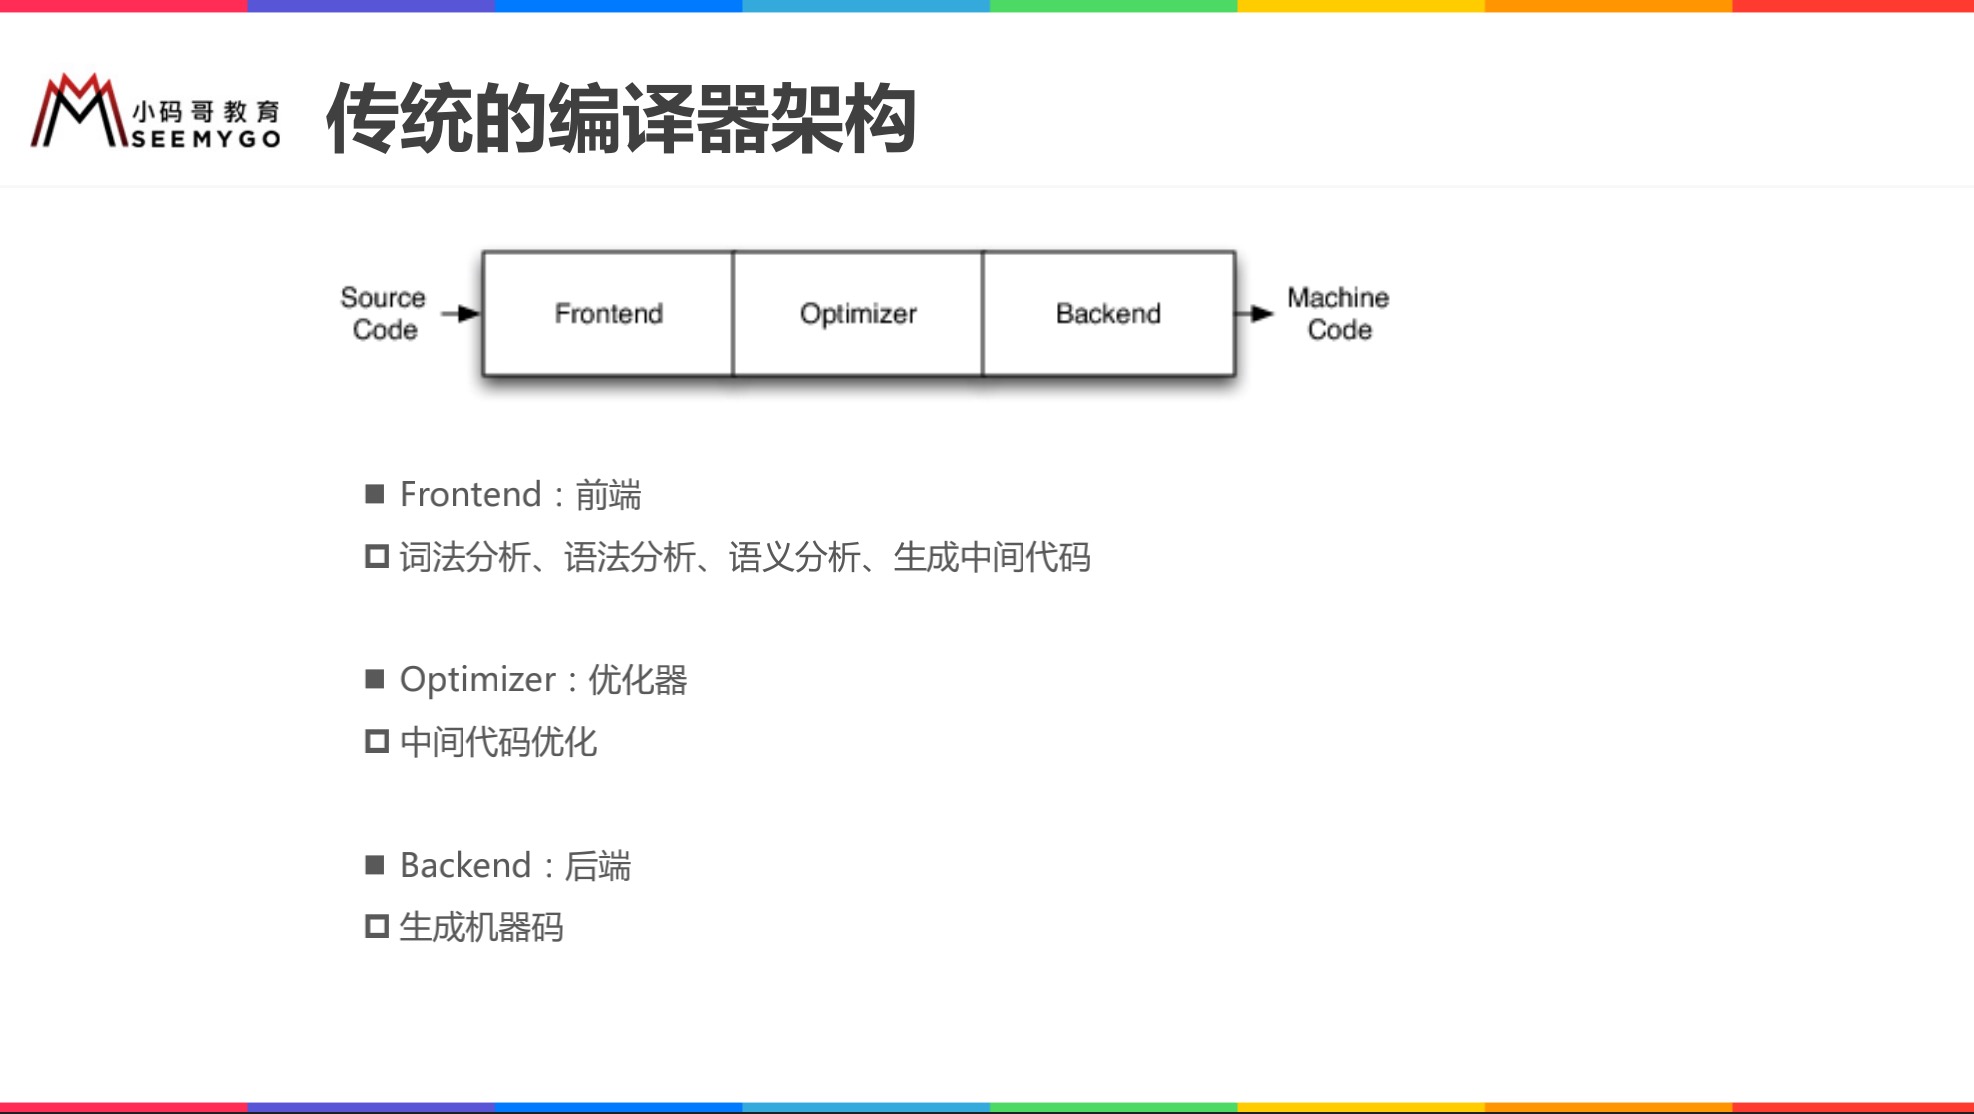 小码哥教育
SEEMYGO
传统的编译器架构
Source
Code
Frontend
Optimizer
Backend
Machine
Code
Frontend：前端
词法分析、语法分析、语义分析、生成中间代码
Optimizer：优化器
中间代码优化
Backend：后端
生成机器码